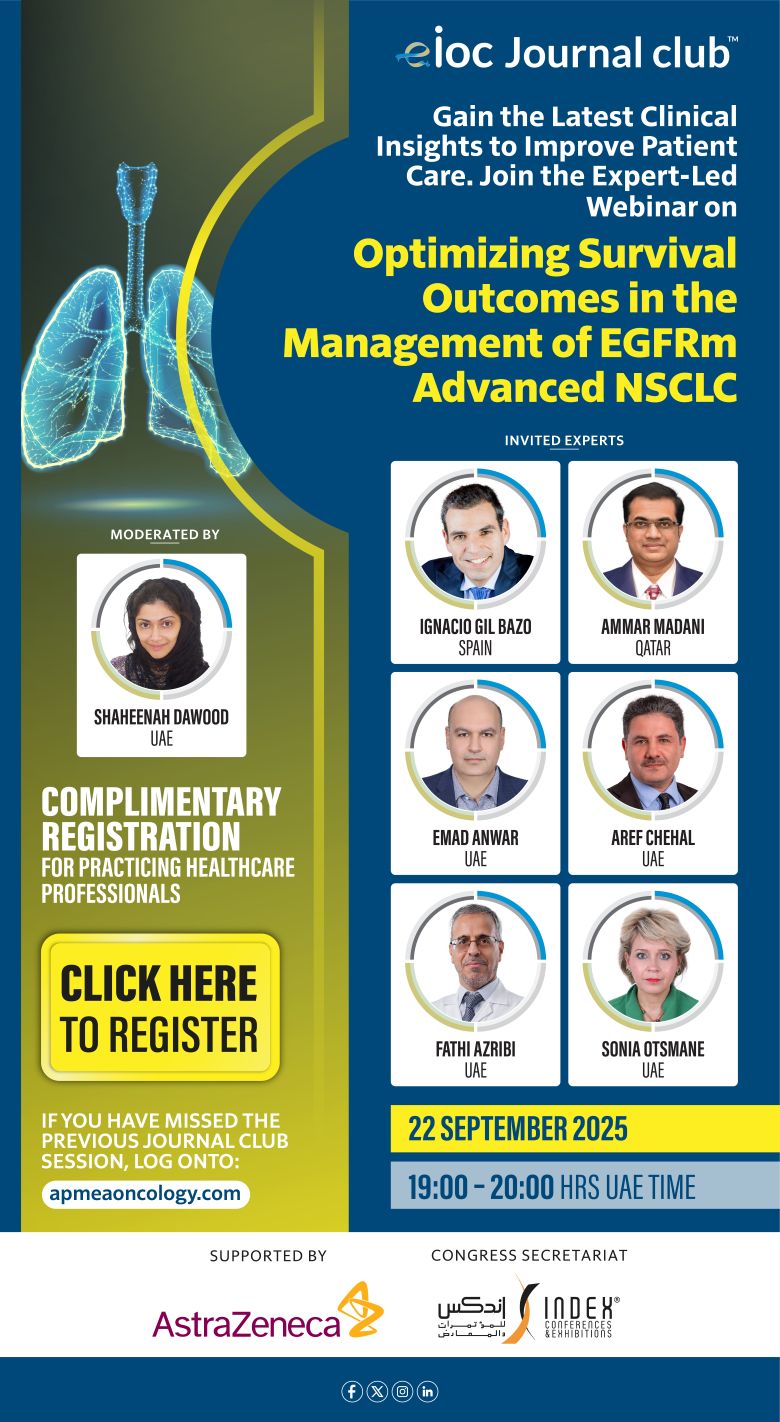 eioc Journal club™
Gain the Latest Clinical
Insights to Improve Patient
Care. Join the Expert-Led
Webinar on
Optimizing Survival
Outcomes in the
Management of EGFRm
Advanced NSCLC
INVITED EXPERTS
IGNACIO GIL BAZO
SPAIN
AMMAR MADANI
QATAR
EMAD ANWAR
UAE
AREF CHEHAL
UAE
FATHI AZRIBI
UAE
SONIA OTSMANE
UAE
MODERATED BY
SHAHEENAH DAWOOD
UAE
COMPLIMENTARY
REGISTRATION
FOR PRACTICING HEALTHCARE
PROFESSIONALS
CLICK HERE
TO REGISTER
IF YOU HAVE MISSED THE
PREVIOUS JOURNAL CLUB
SESSION, LOG ONTO:
apmeaoncology.com
22 SEPTEMBER 2025
19:00 – 20:00 HRS UAE TIME
SUPPORTED BY
AstraZeneca
CONGRESS SECRETARIAT
إندكس
للمؤتمرات
والمعارض
INDEX®
CONFERENCES
&EXHIBITIONS